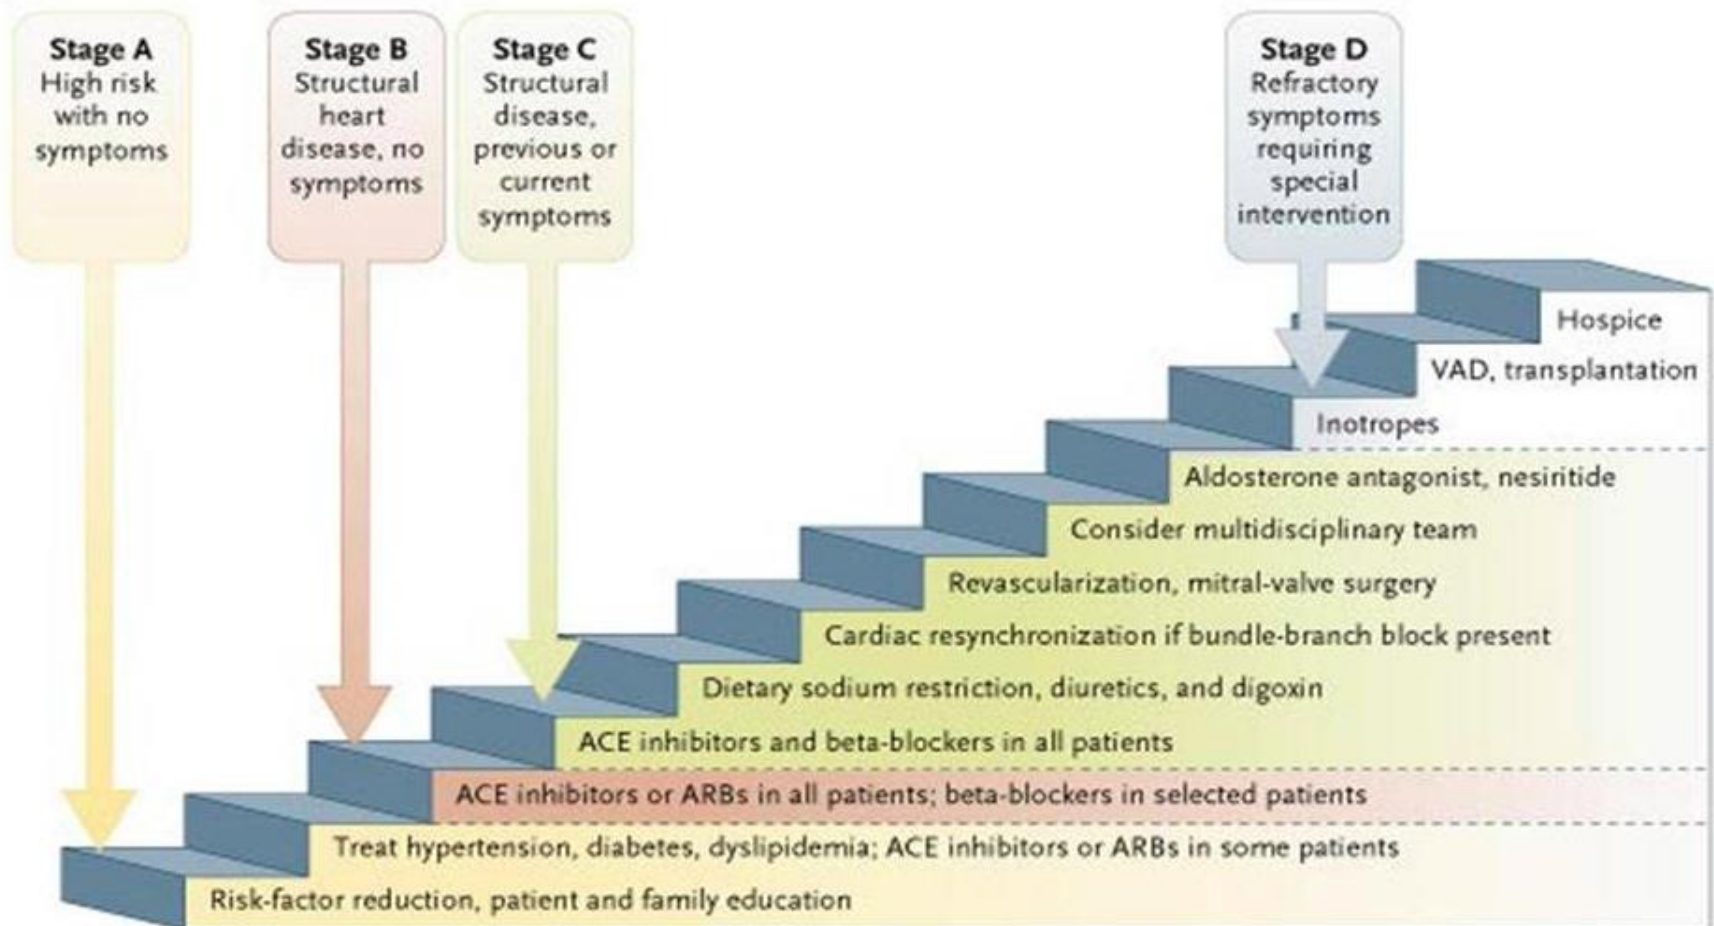 Stage A
High risk
with no
symptoms
Stage B
Structural
heart
disease, no
symptoms
Stage C
Structural
disease,
previous or
current
symptoms
Stage D
Refractory
symptoms
requiring
special
intervention
Hospice
VAD, transplantation
Inotropes
Aldosterone antagonist, nesiritide
Consider multidisciplinary team
Revascularization, mitral-valve surgery
Cardiac resynchronization if bundle-branch block present
Dietary sodium restriction, diuretics, and digoxin
ACE inhibitors and beta-blockers in all patients
ACE inhibitors or ARBs in all patients; beta-blockers in selected patients
Treat hypertension, diabetes, dyslipidemia; ACE inhibitors or ARBs in some patients
Risk-factor reduction, patient and family education